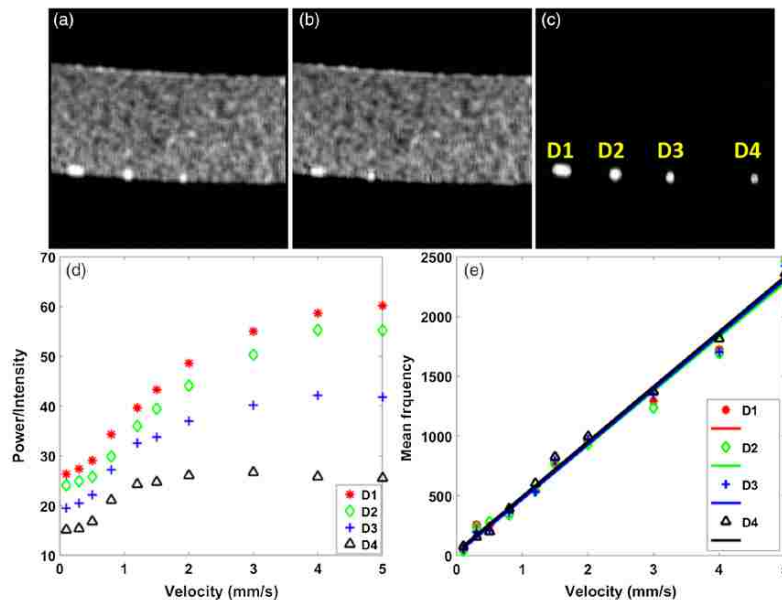 (a)
(b)
(c)
D1
D2
D3
D4
(d)
Power/Intensity
70
60
50
40
30
20
10
0
1
2
3
4
5
Velocity (mm/s)
D1
D2
D3
D4
(e)
Mean frquency
2500
2000
1500
1000
500
0
0
1
2
3
4
5
Velocity (mm/s)
D1
D2
D3
D4